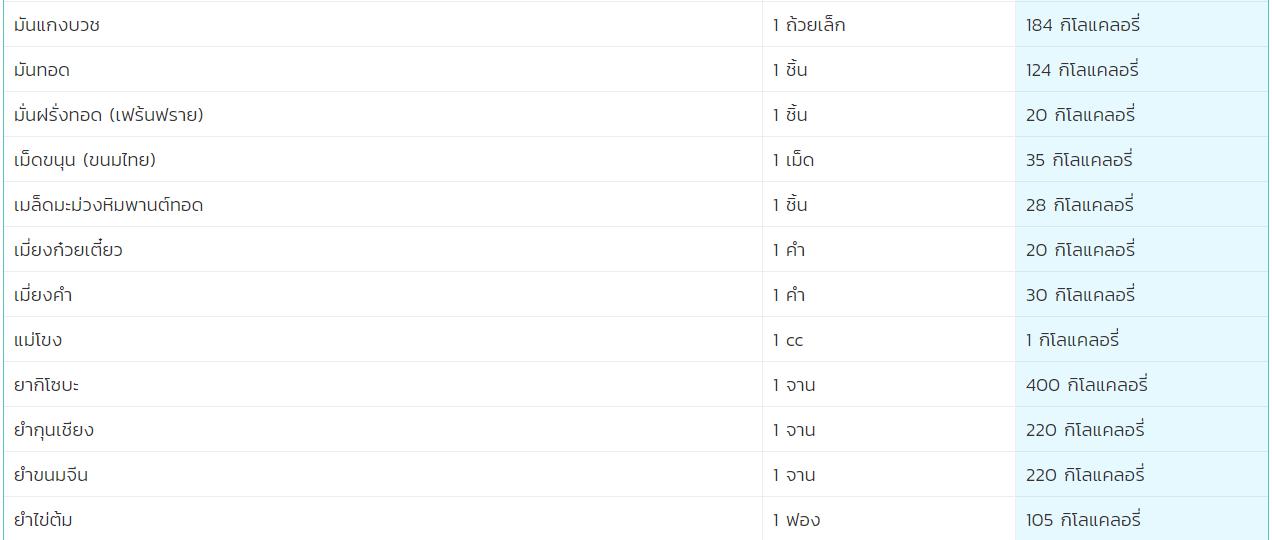 มันแกงบวช 1 ถ้วยเล็ก 184 กิโลแคลอรี่
มันทอด 1 ชิ้น 124 กิโลแคลอรี่
มั่นฝรั่งทอด (เฟร้นฟราย) 1 ชิ้น 20 กิโลแคลอรี่
เม็ดขนุน (ขนมไทย) 1 เม็ด 35 กิโลแคลอรี่
เมล็ดมะม่วงหิมพานต์ทอด 1 ชิ้น 28 กิโลแคลอรี่
เมี่ยงก๋วยเตี๋ยว 1 คำ 20 กิโลแคลอรี่
เมี่ยงคำ 1 คำ 30 กิโลแคลอรี่
แม่โขง 1 cc 1 กิโลแคลอรี่
ยากิโซบะ 1 จาน 400 กิโลแคลอรี่
ยำกุนเชียง 1 จาน 220 กิโลแคลอรี่
ยำขนมจีน 1 จาน 220 กิโลแคลอรี่
ยำไข่ต้ม 1 ฟอง 105 กิโลแคลอรี่